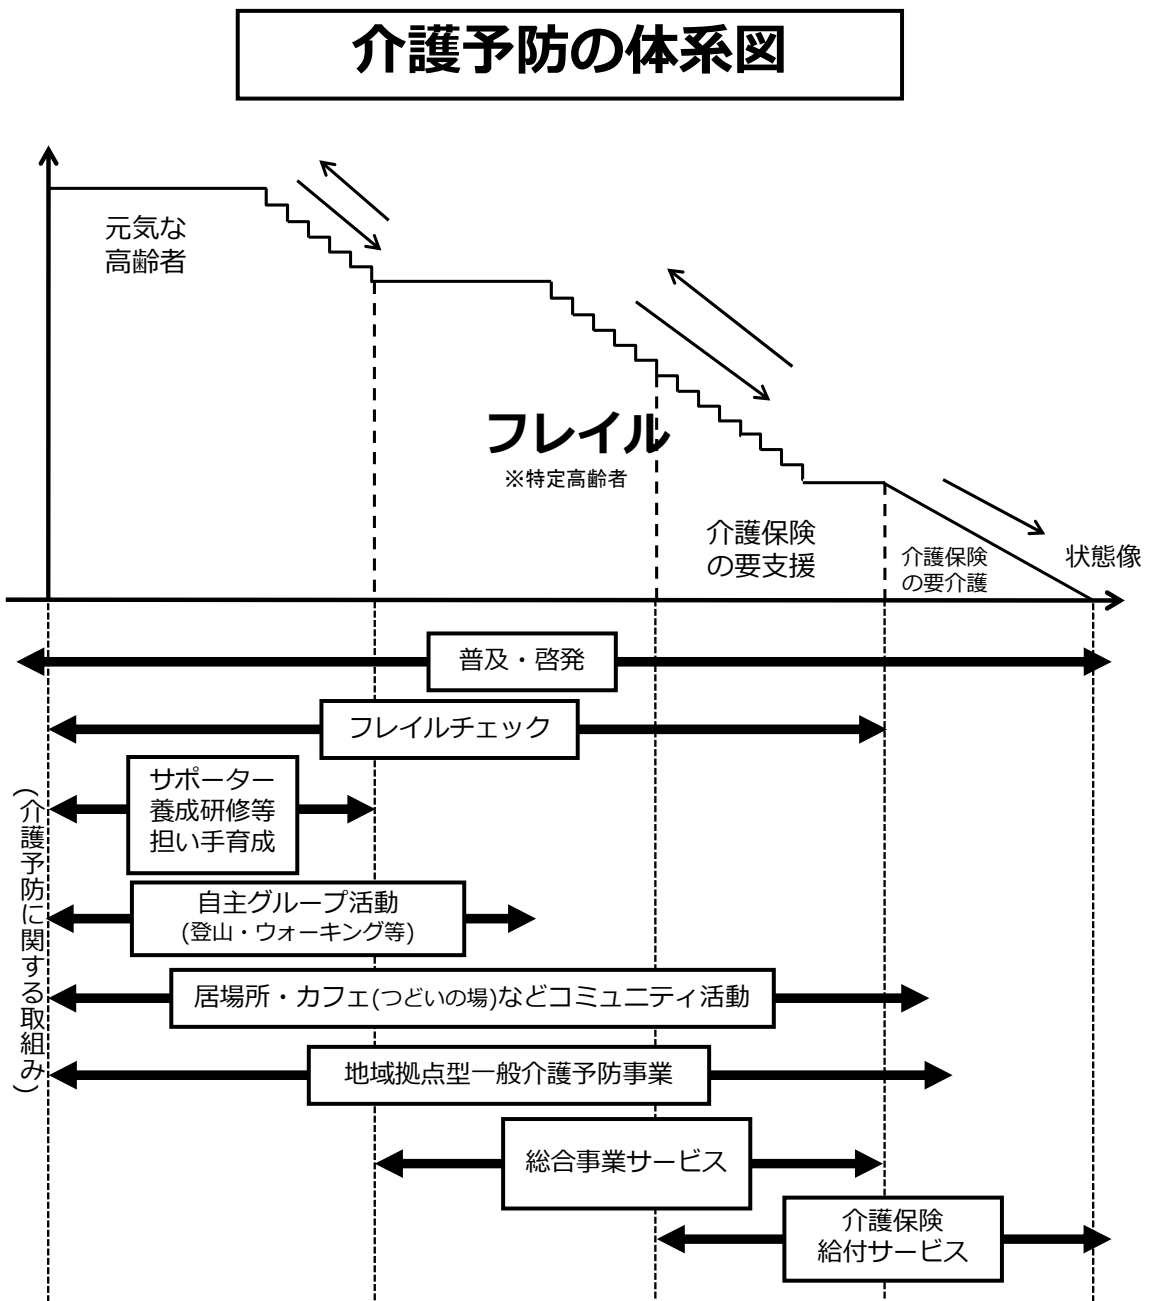 介護予防の体系図
元気な
高齢者
フレイル
※特定高齢者
介護保険
の要支援
介護保険
の要介護
状態像
(介護予防に関する取組み)
普及・啓発
フレイルチェック
サポーター
養成研修等
担い手育成
自主グループ活動
(登山・ウォーキング等)
居場所・カフェ(つどいの場)などコミュニティ活動
地域拠点型一般介護予防事業
総合事業サービス
介護保険
給付サービス